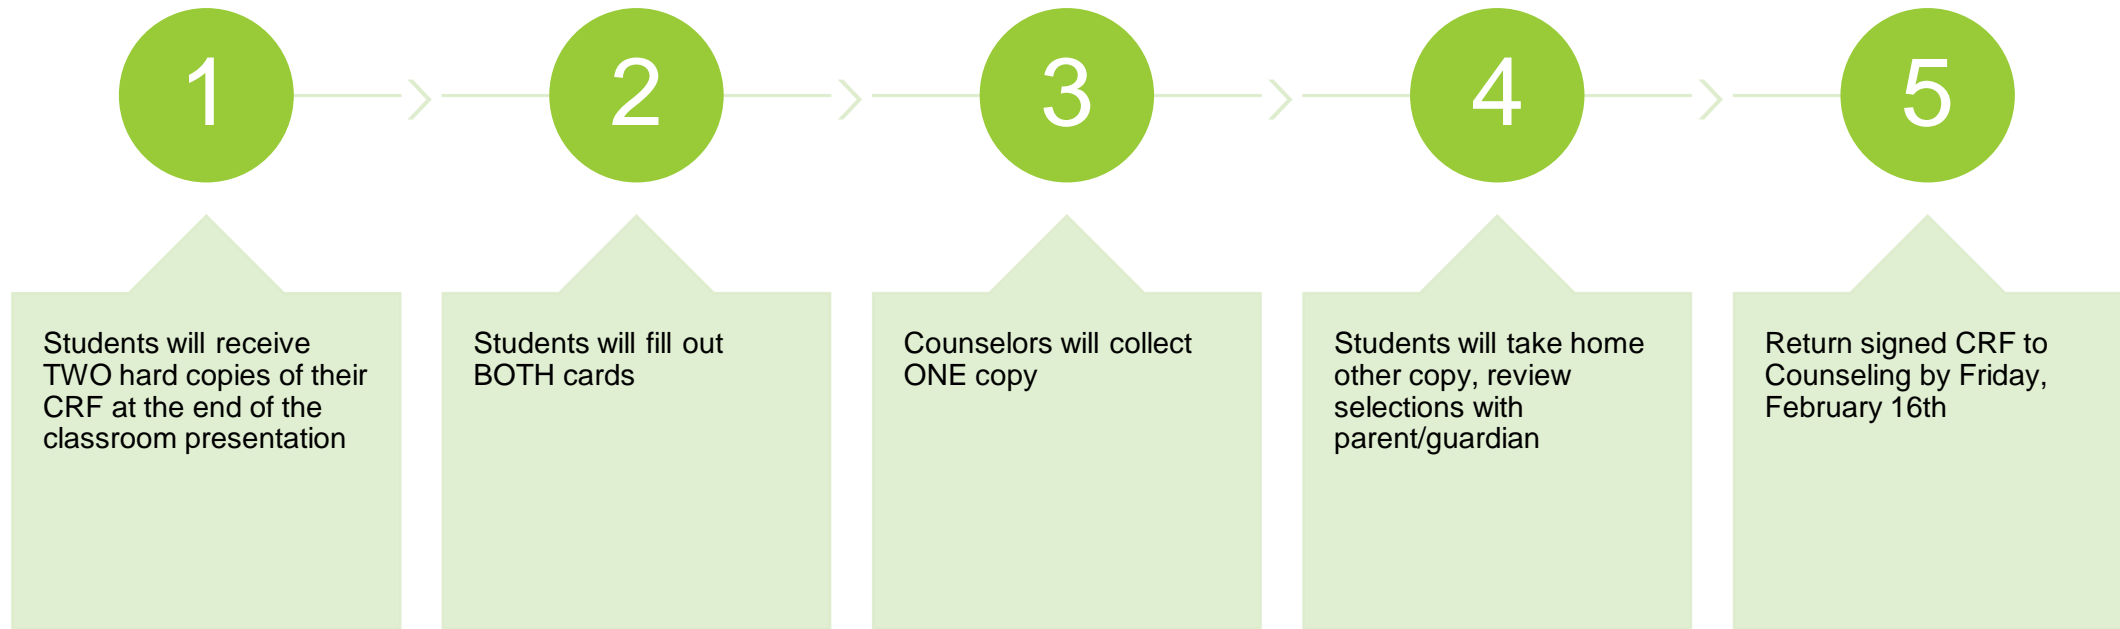 1
Students will receive
TWO hard copies of their
CRF at the end of the
classroom presentation
2
Students will fill out
BOTH cards
3
Counselors will collect
ONE copy
4
Students will take home
other copy, review
selections with
parent/guardian
5
Return signed CRF to
Counseling by Friday,
February 16th